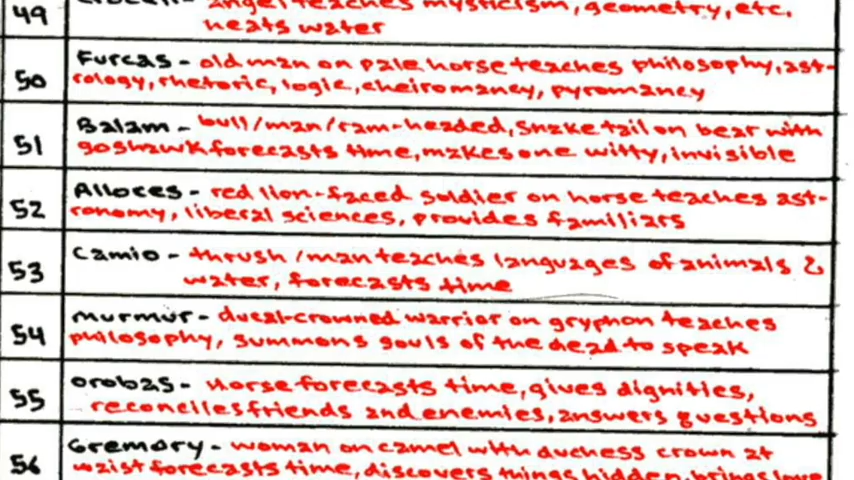 49 Crocell - angel teaches mysticism, geometry, etc.
heats water
50 Furcas - old man on pale horse teaches philosophy, ast-
rology, rhetoric, logic, cheiromancy, pyromancy
51 Balam - bull/man/ram-headed, snake tail on bear with
goshawk forecasts time, makes one witty, invisible
52 Alloces - red lion-faced soldier on horse teaches ast-
ronomy, liberal sciences, provides familiars
53 Camio - thrush/man teaches languages of animals &
water, forecasts time
54 Murmur - ducal-crowned warrior on gryphon teaches
philosophy, summons souls of the dead to speak
55 Orobas - Horse forecasts time, gives dignities,
reconciles friends and enemies, answers questions
56 Gremory - woman on camel with duchess crown at
waist forecasts time, discovers things hidden, brings love